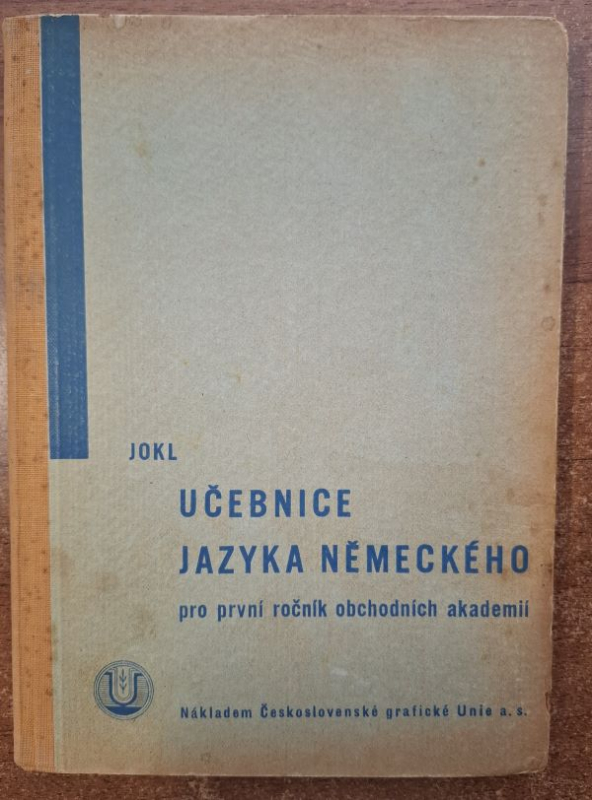 JOKL
UČEBNICE
JAZYKA NĚMECKÉHO
pro první ročník obchodních akademií
Nákladem Československé grafické Unie a. s.